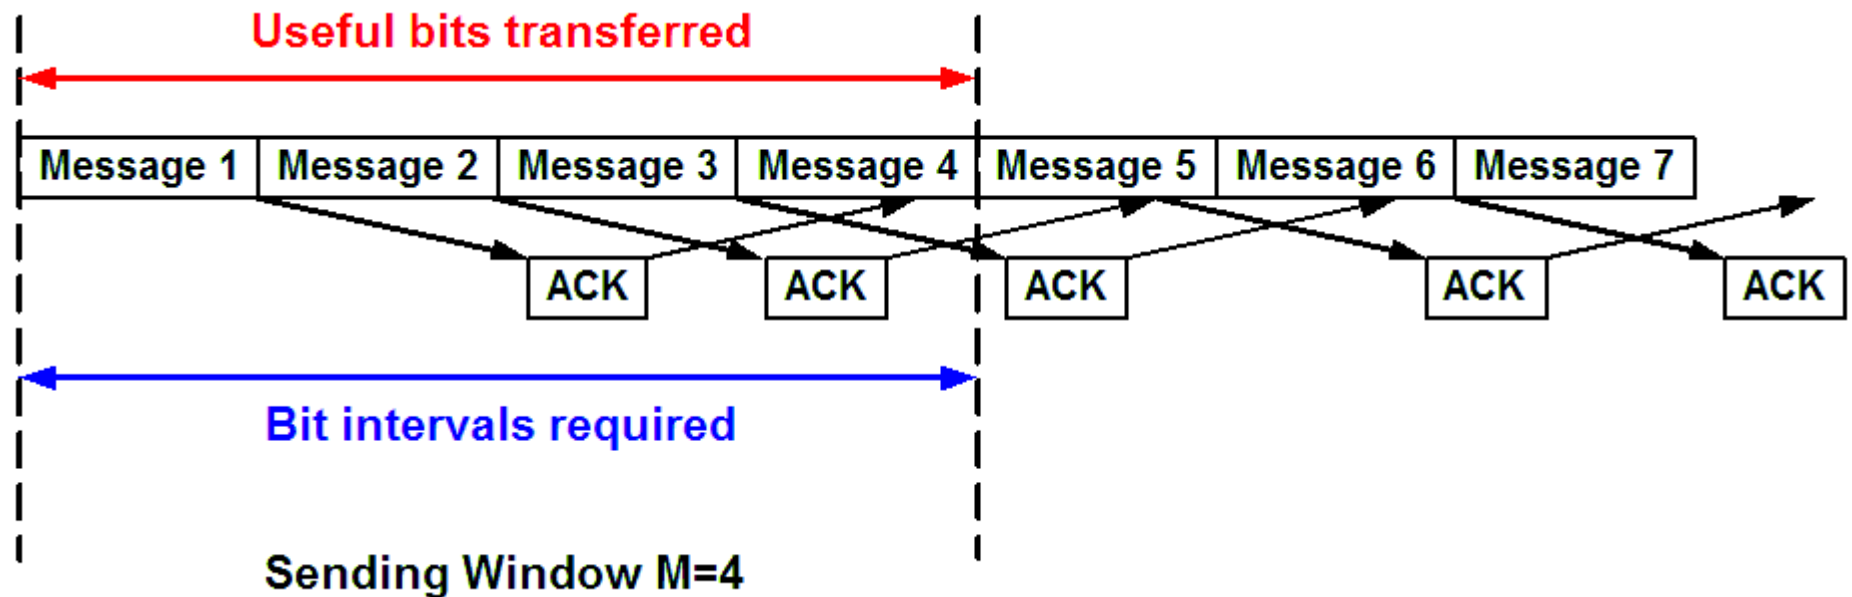 Useful bits transferred
Message 1 Message 2 Message 3 Message 4 Message 5 Message 6 Message 7
ACK ACK ACK ACK ACK
Bit intervals required
Sending Window M=4